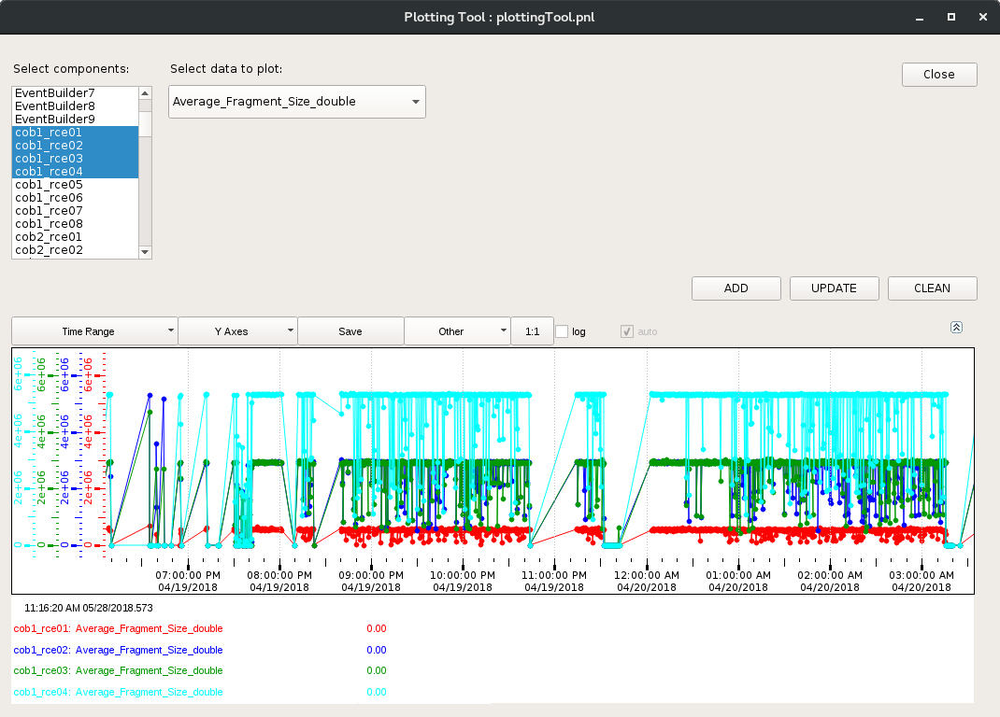 Plotting Tool : plottingTool.pnl
Select components:
Select data to plot:
Close
EventBuilder7
EventBuilder8
EventBuilder9
cob1_rce01
cob1_rce02
cob1_rce03
cob1_rce04
cob1_rce05
cob1_rce06
cob1_rce07
cob1_rce08
cob2_rce01
cob2_rce02
Average_Fragment_Size_double
ADD UPDATE CLEAN
Time Range Y Axes Save Other 1:1 log auto
6e+06 6e+06 6e+06 6e+06
4e+06 4e+06 4e+06 4e+06
2e+06 2e+06 2e+06 2e+06
0 0 0 0
07:00:00 PM 08:00:00 PM 09:00:00 PM 10:00:00 PM 11:00:00 PM 12:00:00 AM 01:00:00 AM 02:00:00 AM 03:00:00 AM
04/19/2018 04/19/2018 04/19/2018 04/19/2018 04/19/2018 04/20/2018 04/20/2018 04/20/2018 04/20/2018
11:16:20 AM 05/28/2018.573
cob1_rce01: Average_Fragment_Size_double 0.00
cob1_rce02: Average_Fragment_Size_double 0.00
cob1_rce03: Average_Fragment_Size_double 0.00
cob1_rce04: Average_Fragment_Size_double 0.00